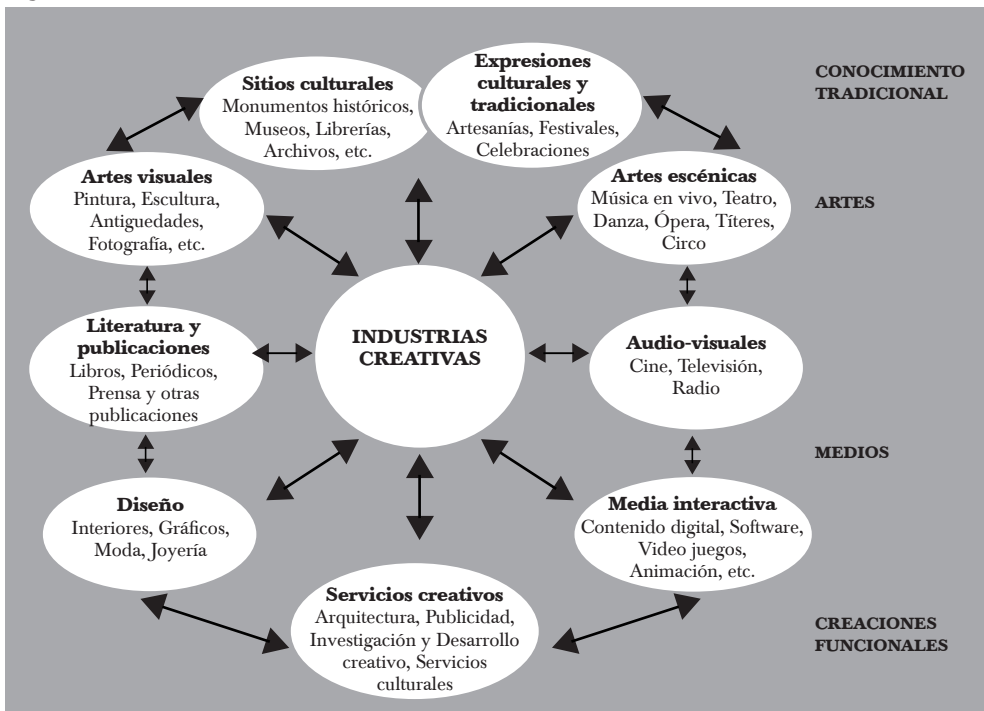 Sitios culturales
Monumentos históricos,
Museos, Librerías,
Archivos, etc.
Expresiones
culturales y
tradicionales
Artesanías, Festivales,
Celebraciones
CONOCIMIENTO
TRADICIONAL
Artes visuales
Pintura, Escultura,
Antiguedades,
Fotografía, etc.
Artes escénicas
Música en vivo, Teatro,
Danza, Ópera, Títeres,
Circo
ARTES
Literatura y
publicaciones
Libros, Periódicos,
Prensa y otras
publicaciones
INDUSTRIAS
CREATIVAS
Audio-visuales
Cine, Televisión,
Radio
MEDIOS
Diseño
Interiores, Gráficos,
Moda, Joyería
Media interactiva
Contenido digital, Software,
Video juegos,
Animación, etc.
Servicios creativos
Arquitectura, Publicidad,
Investigación y Desarrollo
creativo, Servicios
culturales
CREACIONES
FUNCIONALES